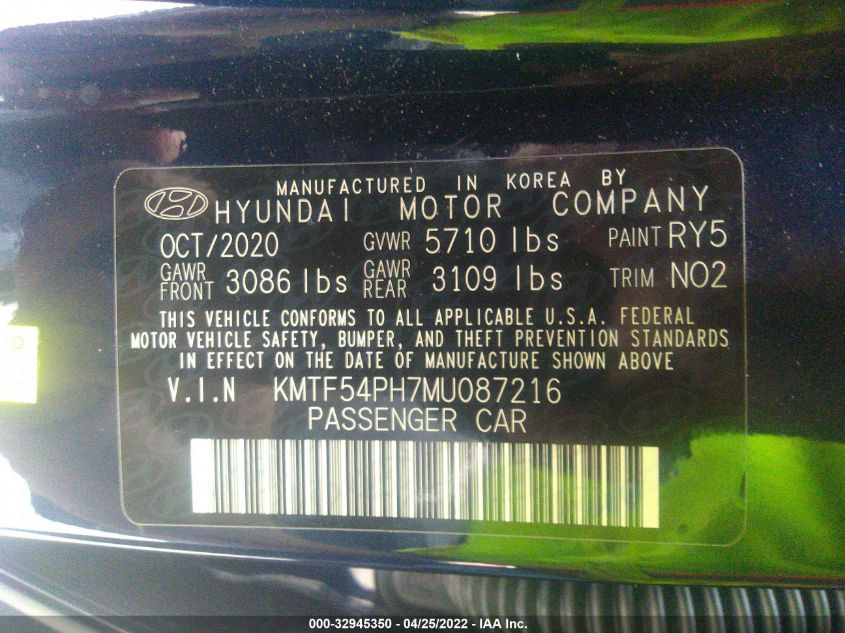 MANUFACTURED IN KOREA BY
HYUNDAI MOTOR COMPANY
OCT/2020 GVWR 5710 lbs PAINT RY5
GAWR FRONT 3086 lbs GAWR REAR 3109 lbs TRIM NO2
THIS VEHICLE CONFORMS TO ALL APPLICABLE U.S.A. FEDERAL
MOTOR VEHICLE SAFETY, BUMPER, AND THEFT PREVENTION STANDARDS
IN EFFECT ON THE DATE OF MANUFACTURE SHOWN ABOVE
V.I.N KMTF54PH7MU087216
PASSENGER CAR
000-32945350 - 04/25/2022 - IAA Inc.